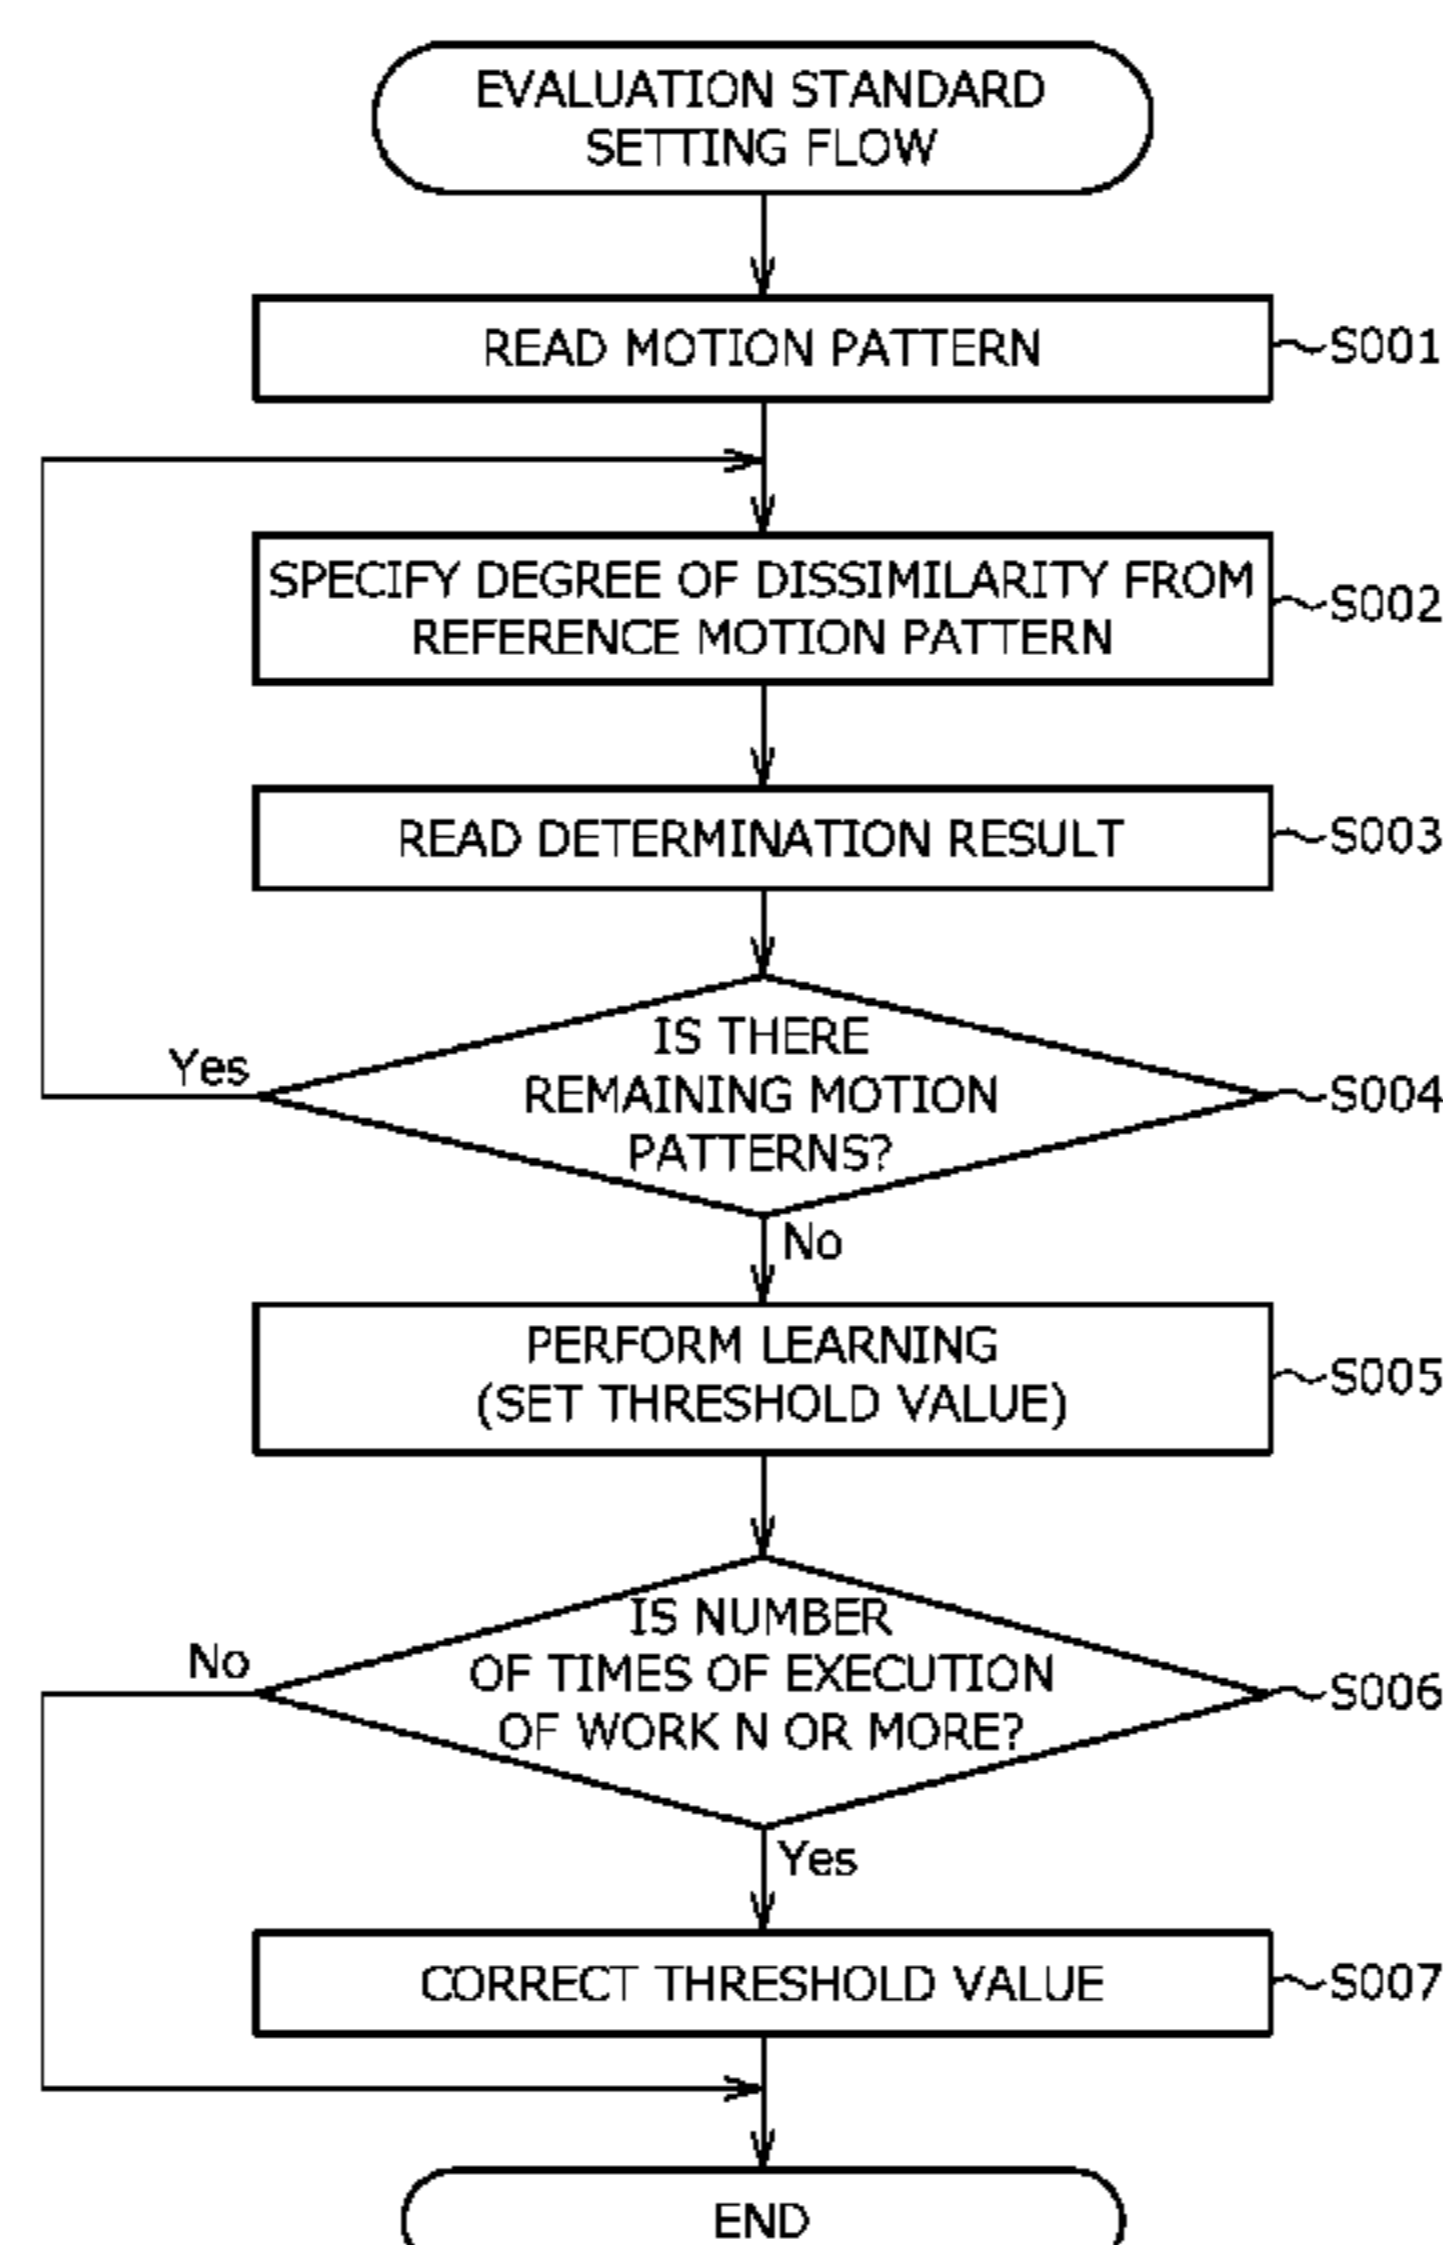 EVALUATION STANDARD
SETTING FLOW
READ MOTION PATTERN
S001
SPECIFY DEGREE OF DISSIMILARITY FROM
REFERENCE MOTION PATTERN
S002
READ DETERMINATION RESULT
S003
IS THERE
REMAINING MOTION
PATTERNS?
S004
Yes
No
PERFORM LEARNING
(SET THRESHOLD VALUE)
S005
IS NUMBER
OF TIMES OF EXECUTION
OF WORK N OR MORE?
S006
No
Yes
CORRECT THRESHOLD VALUE
S007
END